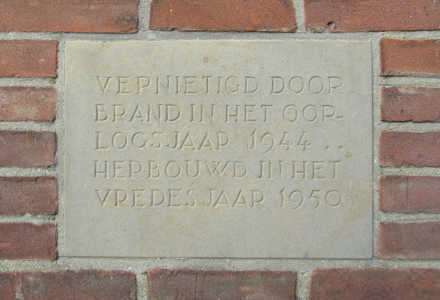 VERNIETIGD DOOR
BRAND IN HET OOR-
LOGSJAAR 1944 . .
HERBOUWD IN HET
VREDESJAAR 1950